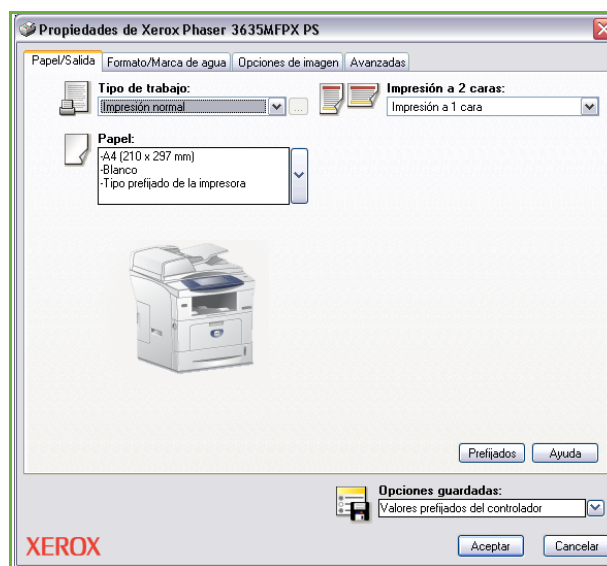 Propiedades de Xerox Phaser 3635MFPX PS
Papel/Salida Formato/Marca de agua Opciones de imagen Avanzadas
Tipo de trabajo:
Impresión normal
...
Impresión a 2 caras:
Impresión a 1 cara
Papel:
-A4 (210 x 297 mm)
-Blanco
-Tipo prefijado de la impresora
Prefijados Ayuda
Opciones guardadas:
Valores prefijados del controlador
XEROX
Aceptar Cancelar